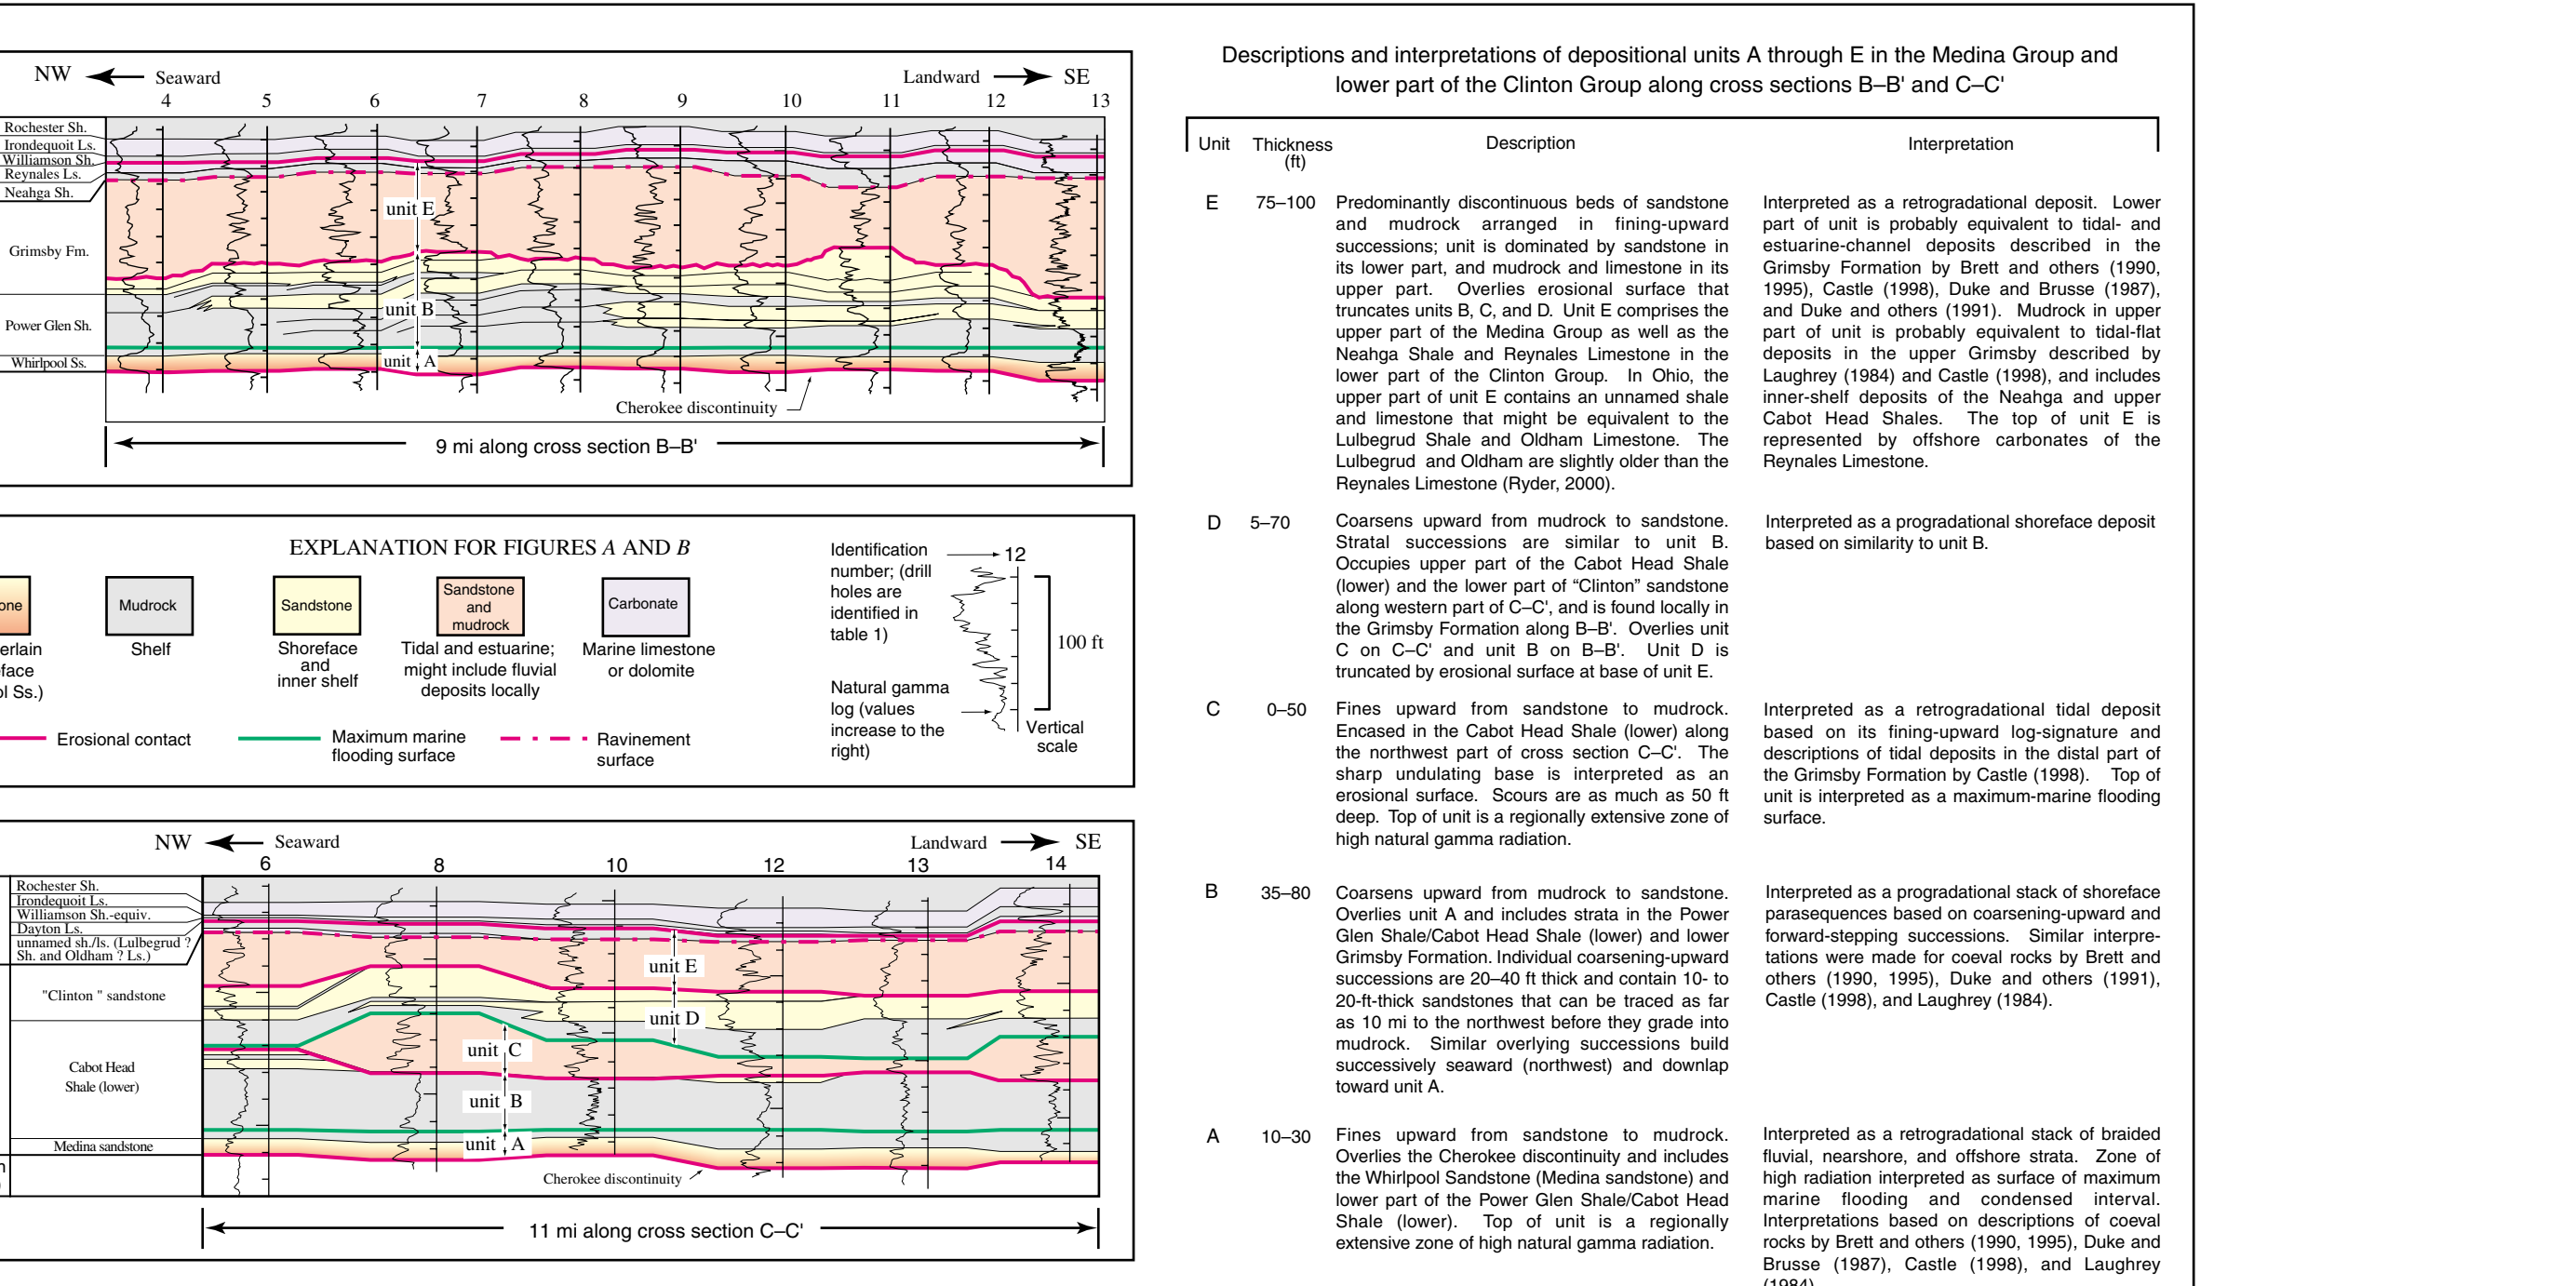 NW Seaward Landward SE
4 5 6 7 8 9 10 11 12 13
Rochester Sh.
Irondequoit Ls.
Williamson Sh.
Reynales Ls.
Neahga Sh.
Grimsby Fm.
Power Glen Sh.
Whirlpool Ss.
unit E
unit B
unit A
Cherokee discontinuity
9 mi along cross section B–B'
EXPLANATION FOR FIGURES A AND B
Mudrock
Shelf
Sandstone
Shoreface
and
inner shelf
Sandstone
and
mudrock
Tidal and estuarine;
might include fluvial
deposits locally
Carbonate
Marine limestone
or dolomite
one
erlain
face
ol Ss.)
Erosional contact
Maximum marine
flooding surface
Ravinement
surface
Identification
number; (drill
holes are
identified in
table 1)
12
100 ft
Natural gamma
log (values
increase to the
right)
Vertical
scale
NW Seaward Landward SE
6 8 10 12 13 14
Rochester Sh.
Irondequoit Ls.
Williamson Sh.-equiv.
Dayton Ls.
unnamed sh./ls. (Lulbegrud ?
Sh. and Oldham ? Ls.)
"Clinton " sandstone
Cabot Head
Shale (lower)
Medina sandstone
unit E
unit D
unit C
unit B
unit A
Cherokee discontinuity
11 mi along cross section C–C'
Descriptions and interpretations of depositional units A through E in the Medina Group and
lower part of the Clinton Group along cross sections B–B' and C–C'
Unit Thickness Description Interpretation
(ft)
E 75–100
Predominantly discontinuous beds of sandstone
and mudrock arranged in fining-upward
successions; unit is dominated by sandstone in
its lower part, and mudrock and limestone in its
upper part. Overlies erosional surface that
truncates units B, C, and D. Unit E comprises the
upper part of the Medina Group as well as the
Neahga Shale and Reynales Limestone in the
lower part of the Clinton Group. In Ohio, the
upper part of unit E contains an unnamed shale
and limestone that might be equivalent to the
Lulbegrud Shale and Oldham Limestone. The
Lulbegrud and Oldham are slightly older than the
Reynales Limestone (Ryder, 2000).
Interpreted as a retrogradational deposit. Lower
part of unit is probably equivalent to tidal- and
estuarine-channel deposits described in the
Grimsby Formation by Brett and others (1990,
1995), Castle (1998), Duke and Brusse (1987),
and Duke and others (1991). Mudrock in upper
part of unit is probably equivalent to tidal-flat
deposits in the upper Grimsby described by
Laughrey (1984) and Castle (1998), and includes
inner-shelf deposits of the Neahga and upper
Cabot Head Shales. The top of unit E is
represented by offshore carbonates of the
Reynales Limestone.
D 5–70
Coarsens upward from mudrock to sandstone.
Stratal successions are similar to unit B.
Occupies upper part of the Cabot Head Shale
(lower) and the lower part of “Clinton” sandstone
along western part of C–C', and is found locally in
the Grimsby Formation along B–B'. Overlies unit
C on C–C' and unit B on B–B'. Unit D is
truncated by erosional surface at base of unit E.
Interpreted as a progradational shoreface deposit
based on similarity to unit B.
C 0–50
Fines upward from sandstone to mudrock.
Encased in the Cabot Head Shale (lower) along
the northwest part of cross section C–C'. The
sharp undulating base is interpreted as an
erosional surface. Scours are as much as 50 ft
deep. Top of unit is a regionally extensive zone of
high natural gamma radiation.
Interpreted as a retrogradational tidal deposit
based on its fining-upward log-signature and
descriptions of tidal deposits in the distal part of
the Grimsby Formation by Castle (1998). Top of
unit is interpreted as a maximum-marine flooding
surface.
B 35–80
Coarsens upward from mudrock to sandstone.
Overlies unit A and includes strata in the Power
Glen Shale/Cabot Head Shale (lower) and lower
Grimsby Formation. Individual coarsening-upward
successions are 20–40 ft thick and contain 10- to
20-ft-thick sandstones that can be traced as far
as 10 mi to the northwest before they grade into
mudrock. Similar overlying successions build
successively seaward (northwest) and downlap
toward unit A.
Interpreted as a progradational stack of shoreface
parasequences based on coarsening-upward and
forward-stepping successions. Similar interpre-
tations were made for coeval rocks by Brett and
others (1990, 1995), Duke and others (1991),
Castle (1998), and Laughrey (1984).
A 10–30
Fines upward from sandstone to mudrock.
Overlies the Cherokee discontinuity and includes
the Whirlpool Sandstone (Medina sandstone) and
lower part of the Power Glen Shale/Cabot Head
Shale (lower). Top of unit is a regionally
extensive zone of high natural gamma radiation.
Interpreted as a retrogradational stack of braided
fluvial, nearshore, and offshore strata. Zone of
high radiation interpreted as surface of maximum
marine flooding and condensed interval.
Interpretations based on descriptions of coeval
rocks by Brett and others (1990, 1995), Duke and
Brusse (1987), Castle (1998), and Laughrey
(1984).